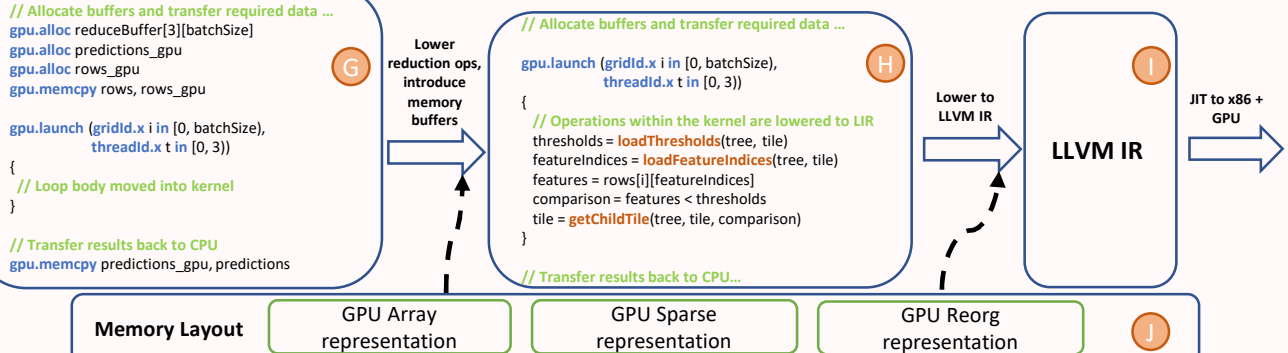 // Allocate buffers and transfer required data ...
gpu.alloc reduceBuffer[3][batchSize]
gpu.alloc predictions_gpu
gpu.alloc rows_gpu
gpu.memcpy rows, rows_gpu
gpu.launch (gridId.x i in [0, batchSize),
threadId.x t in [0, 3))
{
// Loop body moved into kernel
}
// Transfer results back to CPU
gpu.memcpy predictions_gpu, predictions
G
Lower
reduction ops,
introduce
memory
buffers
// Allocate buffers and transfer required data ...
gpu.launch (gridId.x i in [0, batchSize),
threadId.x t in [0, 3))
{
// Operations within the kernel are lowered to LIR
thresholds = loadThresholds(tree, tile)
featureIndices = loadFeatureIndices(tree, tile)
features = rows[i][featureIndices]
comparison = features < thresholds
tile = getChildTile(tree, tile, comparison)
}
// Transfer results back to CPU...
H
Lower to
LLVM IR
I
LLVM IR
JIT to x86 +
GPU
Memory Layout
GPU Array
representation
GPU Sparse
representation
GPU Reorg
representation
J